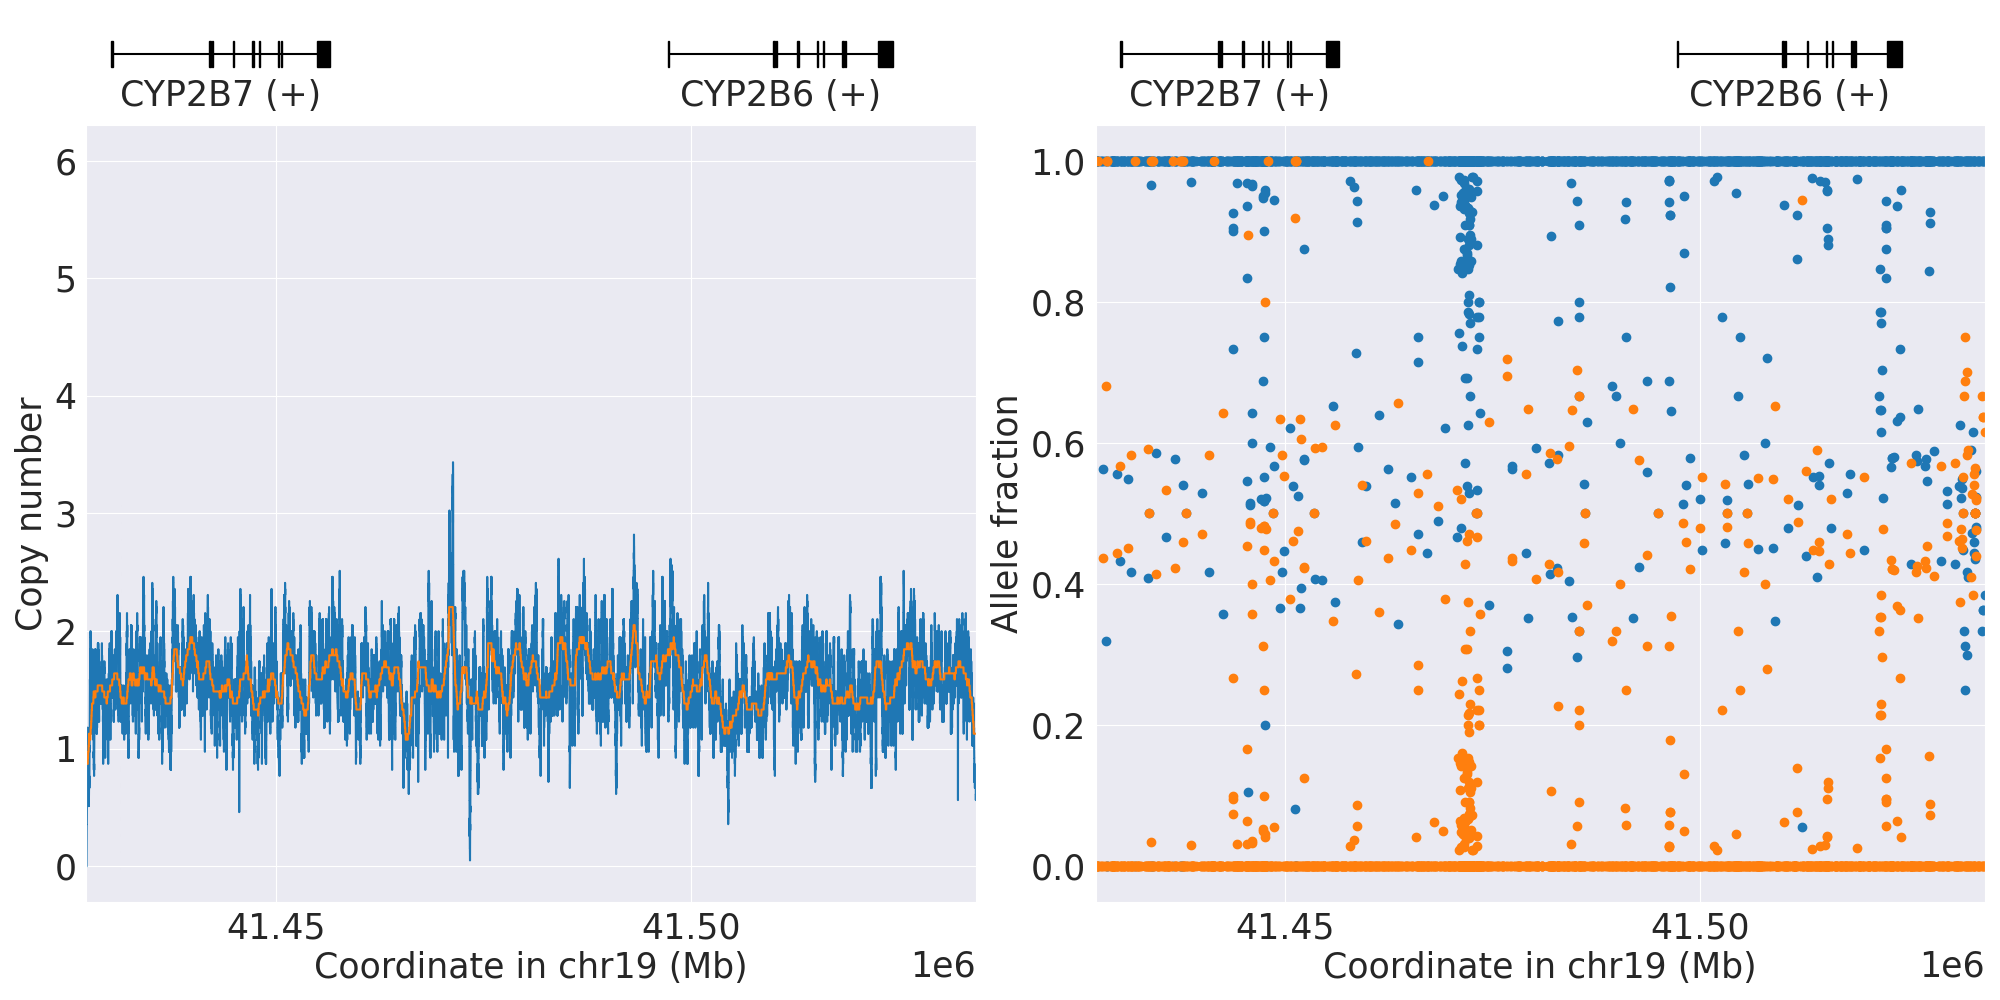 CYP2B7 (+)
CYP2B6 (+)
CYP2B7 (+)
CYP2B6 (+)
6
5
4
3
2
1
0
Copy number
41.45
41.50
Coordinate in chr19 (Mb)
1e6
1.0
0.8
0.6
0.4
0.2
0.0
Allele fraction
41.45
41.50
Coordinate in chr19 (Mb)
1e6